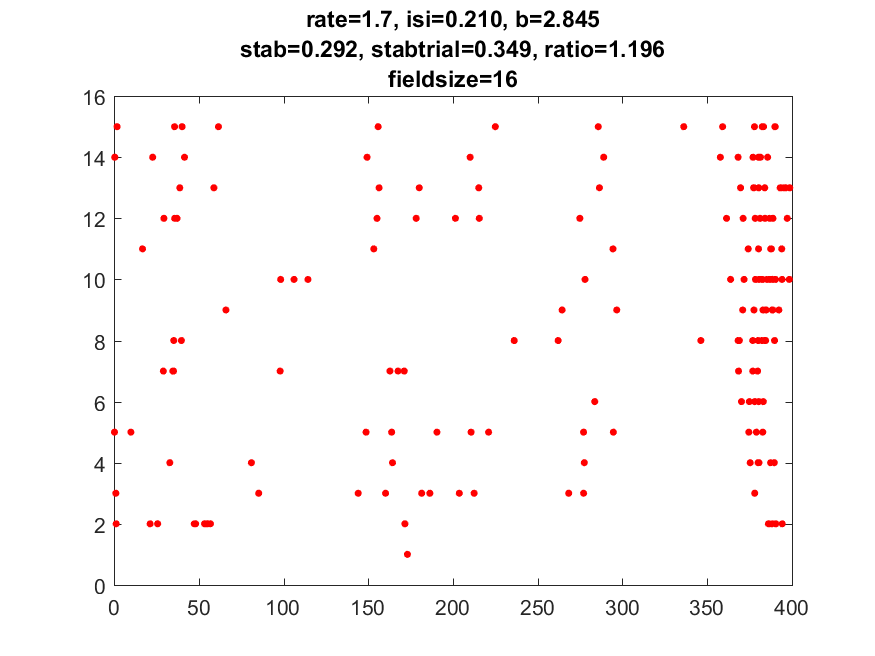 rate=1.7, isi=0.210, b=2.845
stab=0.292, stabtrial=0.349, ratio=1.196
fieldsize=16
16
14
12
10
8
6
4
2
0
0 50 100 150 200 250 300 350 400